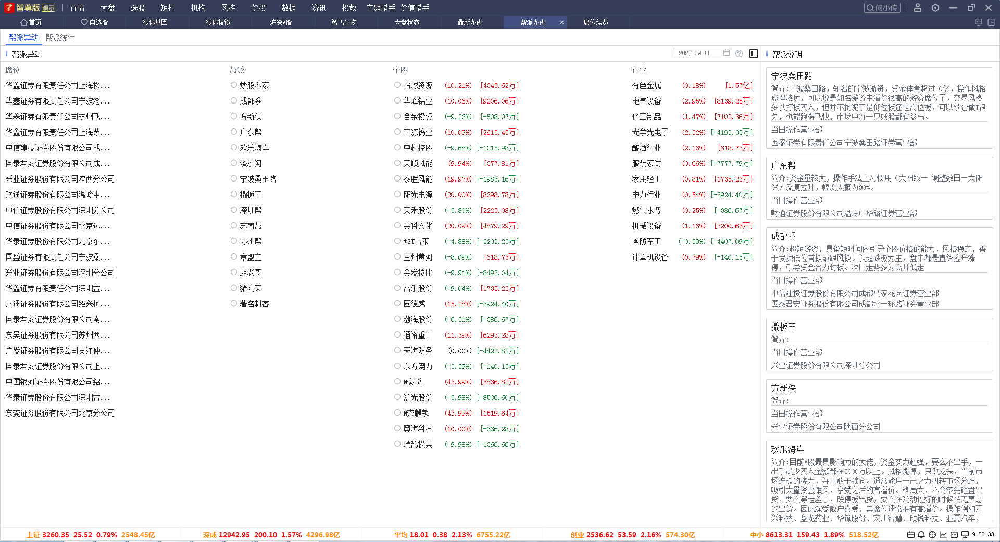 智尊版 演示 行情 大盘 选股 短打 机构 风控 价投 数据 资讯 投教 主题猎手 价值猎手 问小传
首页 自选股 涨停基因 涨停棱镜 沪深A股 智飞生物 大盘状态 最新龙虎 帮派龙虎 × 席位纵览
帮派异动 帮派统计
帮派异动 2020-09-11 帮派说明
席位
华鑫证券有限责任公司上海松...
华鑫证券有限责任公司宁波沧...
华鑫证券有限责任公司杭州飞...
华鑫证券有限责任公司上海茅...
中信建投证券股份有限公司成...
国泰君安证券股份有限公司成...
兴业证券股份有限公司陕西分公司
财通证券股份有限公司温岭中...
中信证券股份有限公司深圳分公司
中信证券股份有限公司北京远...
华泰证券股份有限公司北京东...
国盛证券有限责任公司宁波桑...
兴业证券股份有限公司深圳分公司
华鑫证券有限责任公司深圳益...
财通证券股份有限公司绍兴柯...
国泰君安证券股份有限公司南...
东吴证券股份有限公司苏州西...
广发证券股份有限公司吴江仲...
国泰君安证券股份有限公司上...
中国银河证券股份有限公司绍...
华泰证券股份有限公司深圳益...
东莞证券股份有限公司北京分公司
帮派
炒股养家
成都系
方新侠
广东帮
欢乐海岸
流沙河
宁波桑田路
撬板王
深圳帮
苏南帮
苏州帮
章盟主
赵老哥
猪肉荣
著名刺客
个股
怡球资源 (10.21%) [4345.62万]
华峰铝业 (10.06%) [9206.06万]
合金投资 (-9.23%) [-508.07万]
章源钨业 (10.09%) [2615.45万]
中超控股 (-9.68%) [-1215.98万]
天顺风能 (9.94%) [377.81万]
泰胜风能 (19.97%) [-1983.16万]
阳光电源 (20.00%) [8398.78万]
天禾股份 (-5.80%) [2223.08万]
金科文化 (20.09%) [4879.29万]
*ST雪莱 (-4.88%) [-3203.23万]
兰州黄河 (-8.09%) [618.73万]
金发拉比 (-9.91%) [-8493.04万]
高乐股份 (-9.04%) [1735.23万]
固德威 (15.28%) [-3924.40万]
渤海股份 (-6.31%) [-386.67万]
通裕重工 (11.39%) [6293.28万]
天海防务 (0.00%) [-4422.82万]
东方网力 (-3.39%) [-140.15万]
N豪悦 (43.99%) [3836.82万]
沪光股份 (-5.98%) [-8506.60万]
N森麒麟 (43.99%) [1519.64万]
奥海科技 (10.00%) [-336.28万]
瑞鹄模具 (-9.98%) [-1366.66万]
行业
有色金属 (0.18%) [1.57亿]
电气设备 (2.95%) [8139.25万]
化工制品 (1.47%) [7102.36万]
光学光电子 (2.32%) [-4195.35万]
酿酒行业 (2.13%) [618.73万]
服装家纺 (0.66%) [-7777.79万]
家用轻工 (0.81%) [1735.23万]
电力行业 (0.54%) [-3924.40万]
燃气水务 (0.25%) [-386.67万]
机械设备 (1.13%) [7200.63万]
国防军工 (-0.59%) [-4407.09万]
计算机设备 (0.79%) [-140.15万]
宁波桑田路
简介:宁波桑田路，知名的宁波游资，资金体量超过10亿，操作风格
彪悍凌厉，可以说是知名游资中溢价很高的游资席位了，交易风格
多以打板买入，但并不拘泥于是低位板还是高位板，可以锁仓做T很
久，也能跑得飞快，市场中每一只妖股都有参与。
当日操作营业部
国盛证券有限责任公司宁波桑田路证券营业部
广东帮
简介:资金量较大，操作手法上习惯用（大阳线一 调整数日一大阳
线）反复拉升，幅度大概为30%。
当日操作营业部
财通证券股份有限公司温岭中华路证券营业部
成都系
简介:超短游资，具备短时间内引导个股价格的能力，风格稳定，善
于发掘低位首板或跟风板。以超跌板为主，盘中都是直线拉升涨
停，引导资金合力封板。次日走势多为高开低走
当日操作营业部
中信建投证券股份有限公司成都马家花园证券营业部
国泰君安证券股份有限公司成都北一环路证券营业部
撬板王
简介:
当日操作营业部
兴业证券股份有限公司深圳分公司
方新侠
简介:
当日操作营业部
兴业证券股份有限公司陕西分公司
欢乐海岸
简介:目前A股最具影响力的大佬，资金实力超强，要么不出手，一
出手最少买入金额都在5000万以上。风格彪悍，只做龙头，当前市
场连板的接力，并且敢于锁仓。通常能用一己之力扭转市场分歧，
吸引大量资金跟风，享受之后的高溢价。格局大，不会率先砸盘出
货，要么等走差了，跌停板出货，要么在流动性好的时候悄无声息
的出货。因此深受散户喜爱，其席位通常拥有高溢价。操作例如万
兴科技、盘龙药业、华锋股份、宏川智慧、欣锐科技、亚夏汽车，
上证 3260.35 25.52 0.79% 2548.45亿 深成 12942.95 200.10 1.57% 4296.98亿 平均 18.01 0.38 2.13% 6755.22亿 创业 2536.62 53.59 2.16% 574.30亿 中小 8613.31 159.43 1.89% 518.52亿 9:30:33